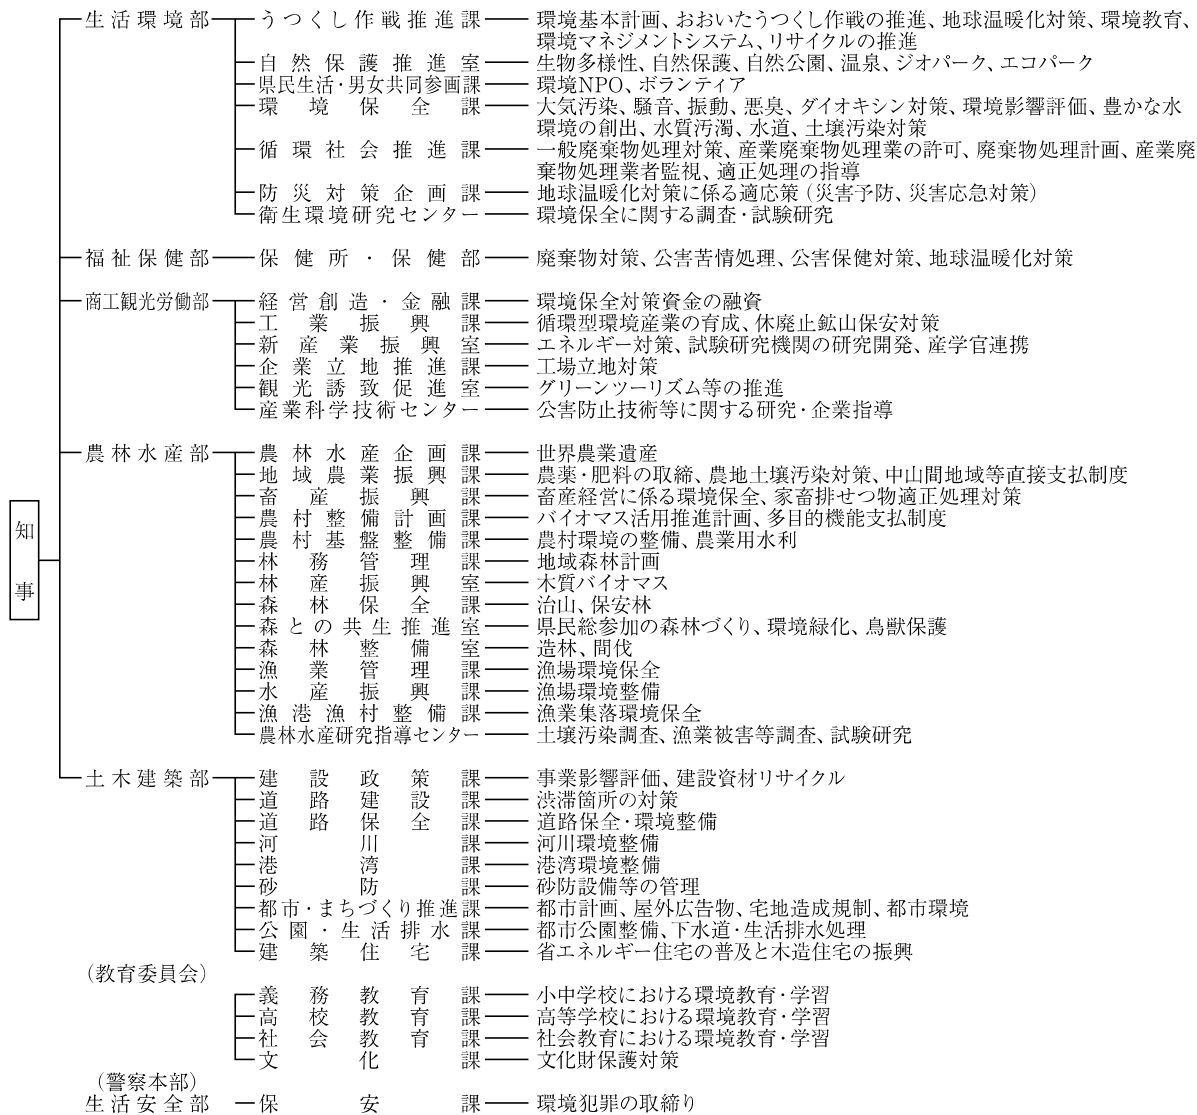 生活環境部 うつくし作戦推進課 環境基本計画、おおいたうつくし作戦の推進、地球温暖化対策、環境教育、
環境マネジメントシステム、リサイクルの推進
自然保護推進室 生物多様性、自然保護、自然公園、温泉、ジオパーク、エコパーク
県民生活・男女共同参画課 環境NPO、ボランティア
環境保全課 大気汚染、騒音、振動、悪臭、ダイオキシン対策、環境影響評価、豊かな水
環境の創出、水質汚濁、水道、土壌汚染対策
循環社会推進課 一般廃棄物処理対策、産業廃棄物処理業の許可、廃棄物処理計画、産業廃
棄物処理業者監視、適正処理の指導
防災対策企画課 地球温暖化対策に係る適応策（災害予防、災害応急対策）
衛生環境研究センター 環境保全に関する調査・試験研究
福祉保健部 保健所・保健部 廃棄物対策、公害苦情処理、公害保健対策、地球温暖化対策
商工観光労働部 経営創造・金融課 環境保全対策資金の融資
工業振興課 循環型環境産業の育成、休廃止鉱山保安対策
新産業振興室 エネルギー対策、試験研究機関の研究開発、産学官連携
企業立地推進課 工場立地対策
観光誘致促進室 グリーンツーリズム等の推進
産業科学技術センター 公害防止技術等に関する研究・企業指導
農林水産部 農林水産企画課 世界農業遺産
地域農業振興課 農薬・肥料の取締、農地土壌汚染対策、中山間地域等直接支払制度
畜産振興課 畜産経営に係る環境保全、家畜排せつ物適正処理対策
農村整備計画課 バイオマス活用推進計画、多目的機能支払制度
農村基盤整備課 農村環境の整備、農業用水利
林務管理課 地域森林計画
林産振興室 木質バイオマス
森林保全課 治山、保安林
森との共生推進室 県民総参加の森林づくり、環境緑化、鳥獣保護
森林整備室 造林、間伐
漁業管理課 漁場環境保全
水産振興課 漁場環境整備
漁港漁村整備課 漁業集落環境保全
農林水産研究指導センター 土壌汚染調査、漁業被害等調査、試験研究
知事
土木建築部 建設政策課 事業影響評価、建設資材リサイクル
道路建設課 渋滞箇所の対策
道路保全課 道路保全・環境整備
河川課 河川環境整備
港湾課 港湾環境整備
砂防課 砂防設備等の管理
都市・まちづくり推進課 都市計画、屋外広告物、宅地造成規制、都市環境
公園・生活排水課 都市公園整備、下水道・生活排水処理
建築住宅課 省エネルギー住宅の普及と木造住宅の振興
（教育委員会）
義務教育課 小中学校における環境教育・学習
高校教育課 高等学校における環境教育・学習
社会教育課 社会教育における環境教育・学習
文化課 文化財保護対策
（警察本部）
生活安全部 保安課 環境犯罪の取締り